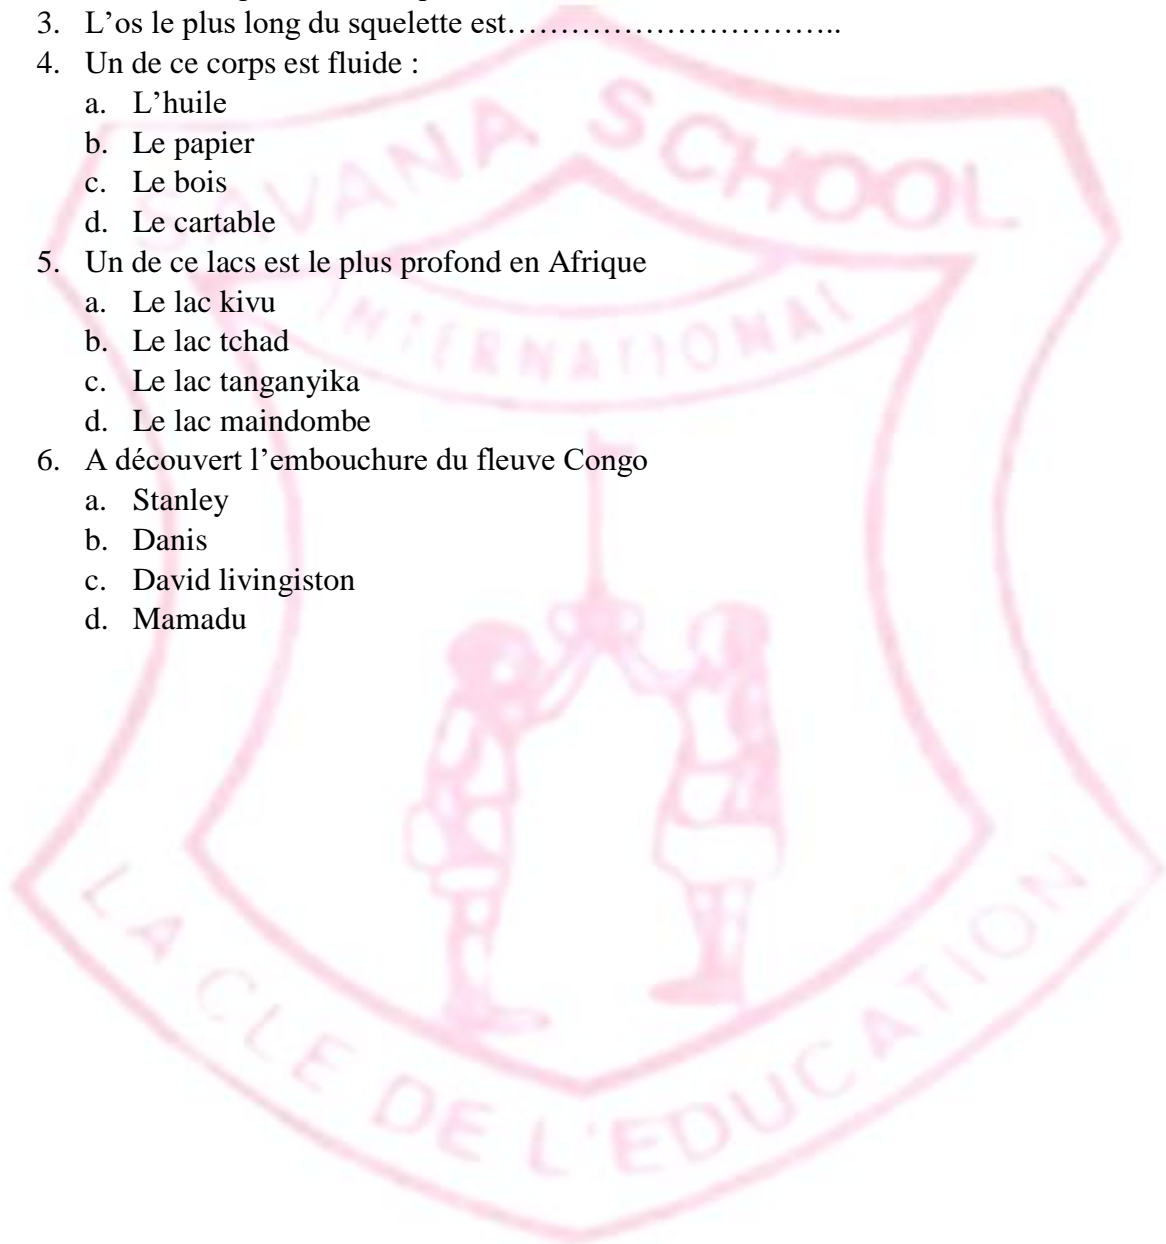 3. L’os le plus long du squelette est…………………………..
4. Un de ce corps est fluide :
a. L’huile
b. Le papier
c. Le bois
d. Le cartable
5. Un de ce lacs est le plus profond en Afrique
a. Le lac kivu
b. Le lac tchad
c. Le lac tanganyika
d. Le lac maindombe
6. A découvert l’embouchure du fleuve Congo
a. Stanley
b. Danis
c. David livingiston
d. Mamadu
SAVANA SCHOOL
INTERNATIONAL
LA CLE DE L'EDUCATION